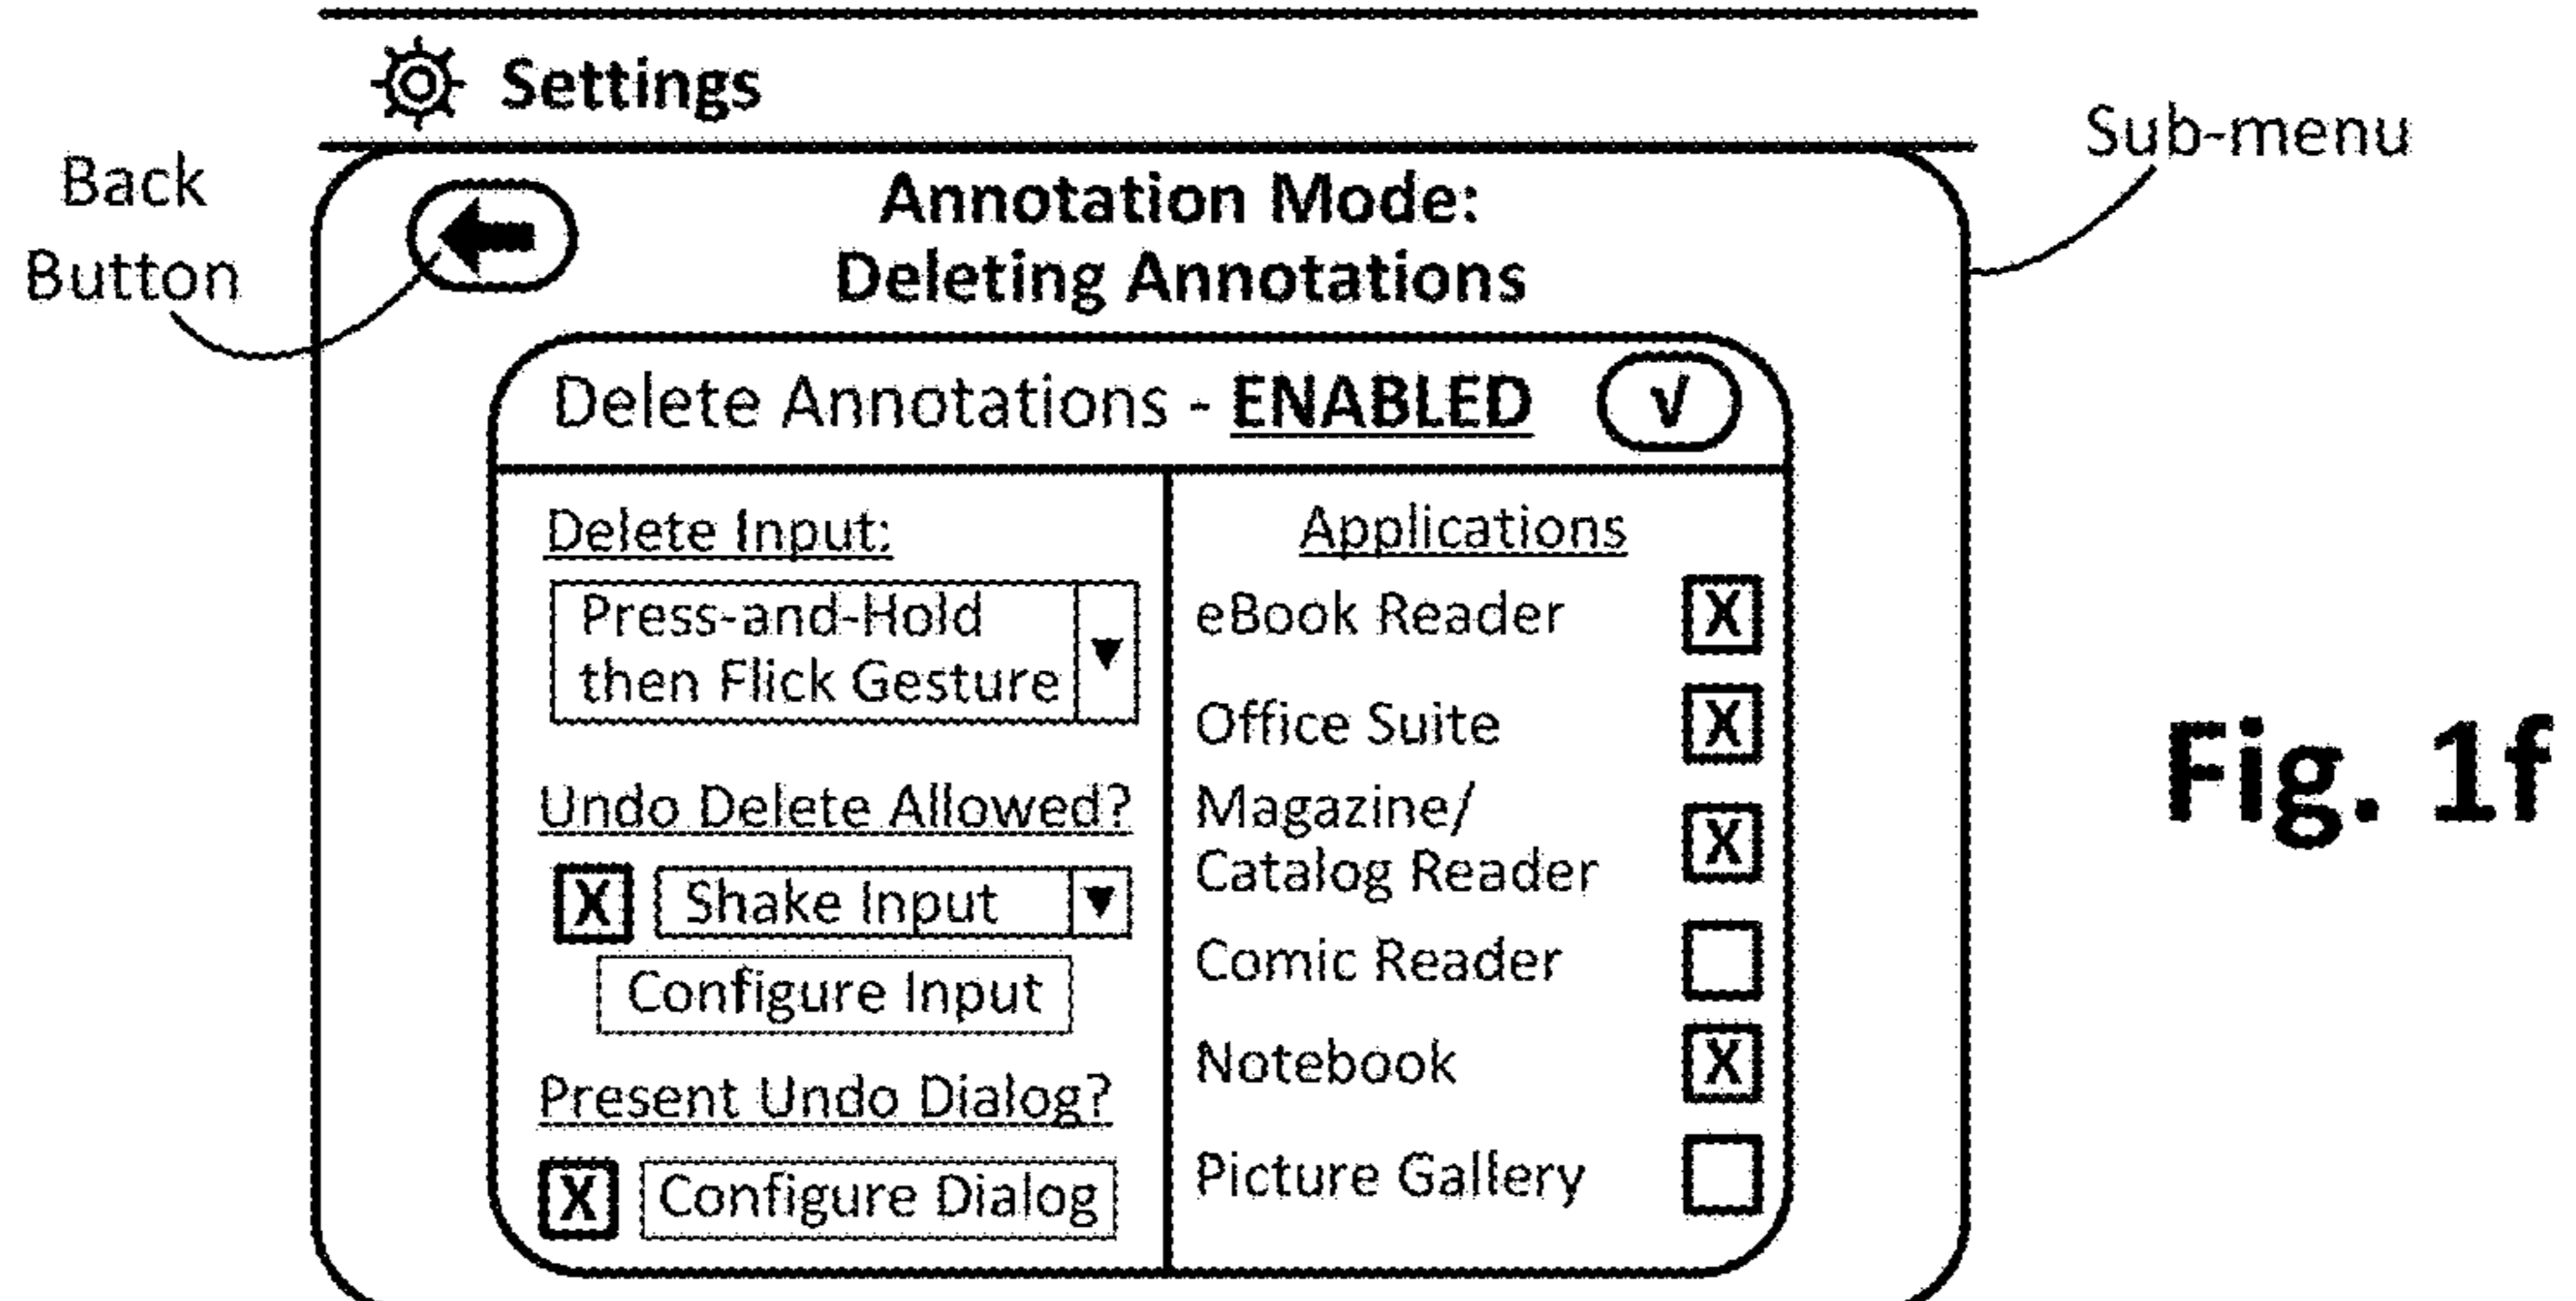 Settings
Back
Button
Sub-menu
Annotation Mode:
Deleting Annotations
Delete Annotations - ENABLED
√
Delete Input:
Press-and-Hold
then Flick Gesture
Undo Delete Allowed?
X Shake Input
Configure Input
Present Undo Dialog?
X Configure Dialog
Applications
eBook Reader X
Office Suite X
Magazine/
Catalog Reader X
Comic Reader
Notebook X
Picture Gallery
Fig. 1f